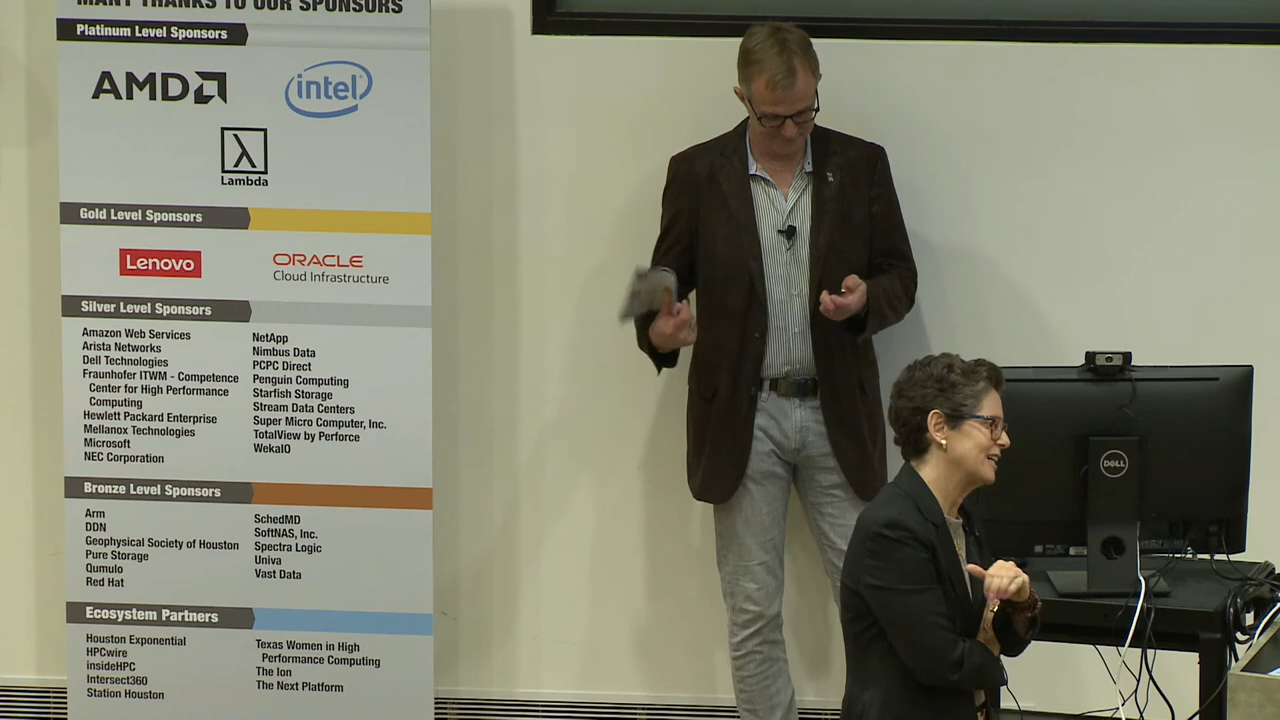 MANY THANKS TO OUR SPONSORS
Platinum Level Sponsors
AMD
intel
λ
Lambda
Gold Level Sponsors
Lenovo
ORACLE
Cloud Infrastructure
Silver Level Sponsors
Amazon Web Services
Arista Networks
Dell Technologies
Fraunhofer ITWM - Competence
Center for High Performance
Computing
Hewlett Packard Enterprise
Mellanox Technologies
Microsoft
NEC Corporation
NetApp
Nimbus Data
PCPC Direct
Penguin Computing
Starfish Storage
Stream Data Centers
Super Micro Computer, Inc.
TotalView by Perforce
WekaIO
Bronze Level Sponsors
Arm
DDN
Geophysical Society of Houston
Pure Storage
Qumulo
Red Hat
SchedMD
SoftNAS, Inc.
Spectra Logic
Univa
Vast Data
Ecosystem Partners
Houston Exponential
HPCwire
insideHPC
Intersect360
Station Houston
Texas Women in High
Performance Computing
The Ion
The Next Platform
DELL